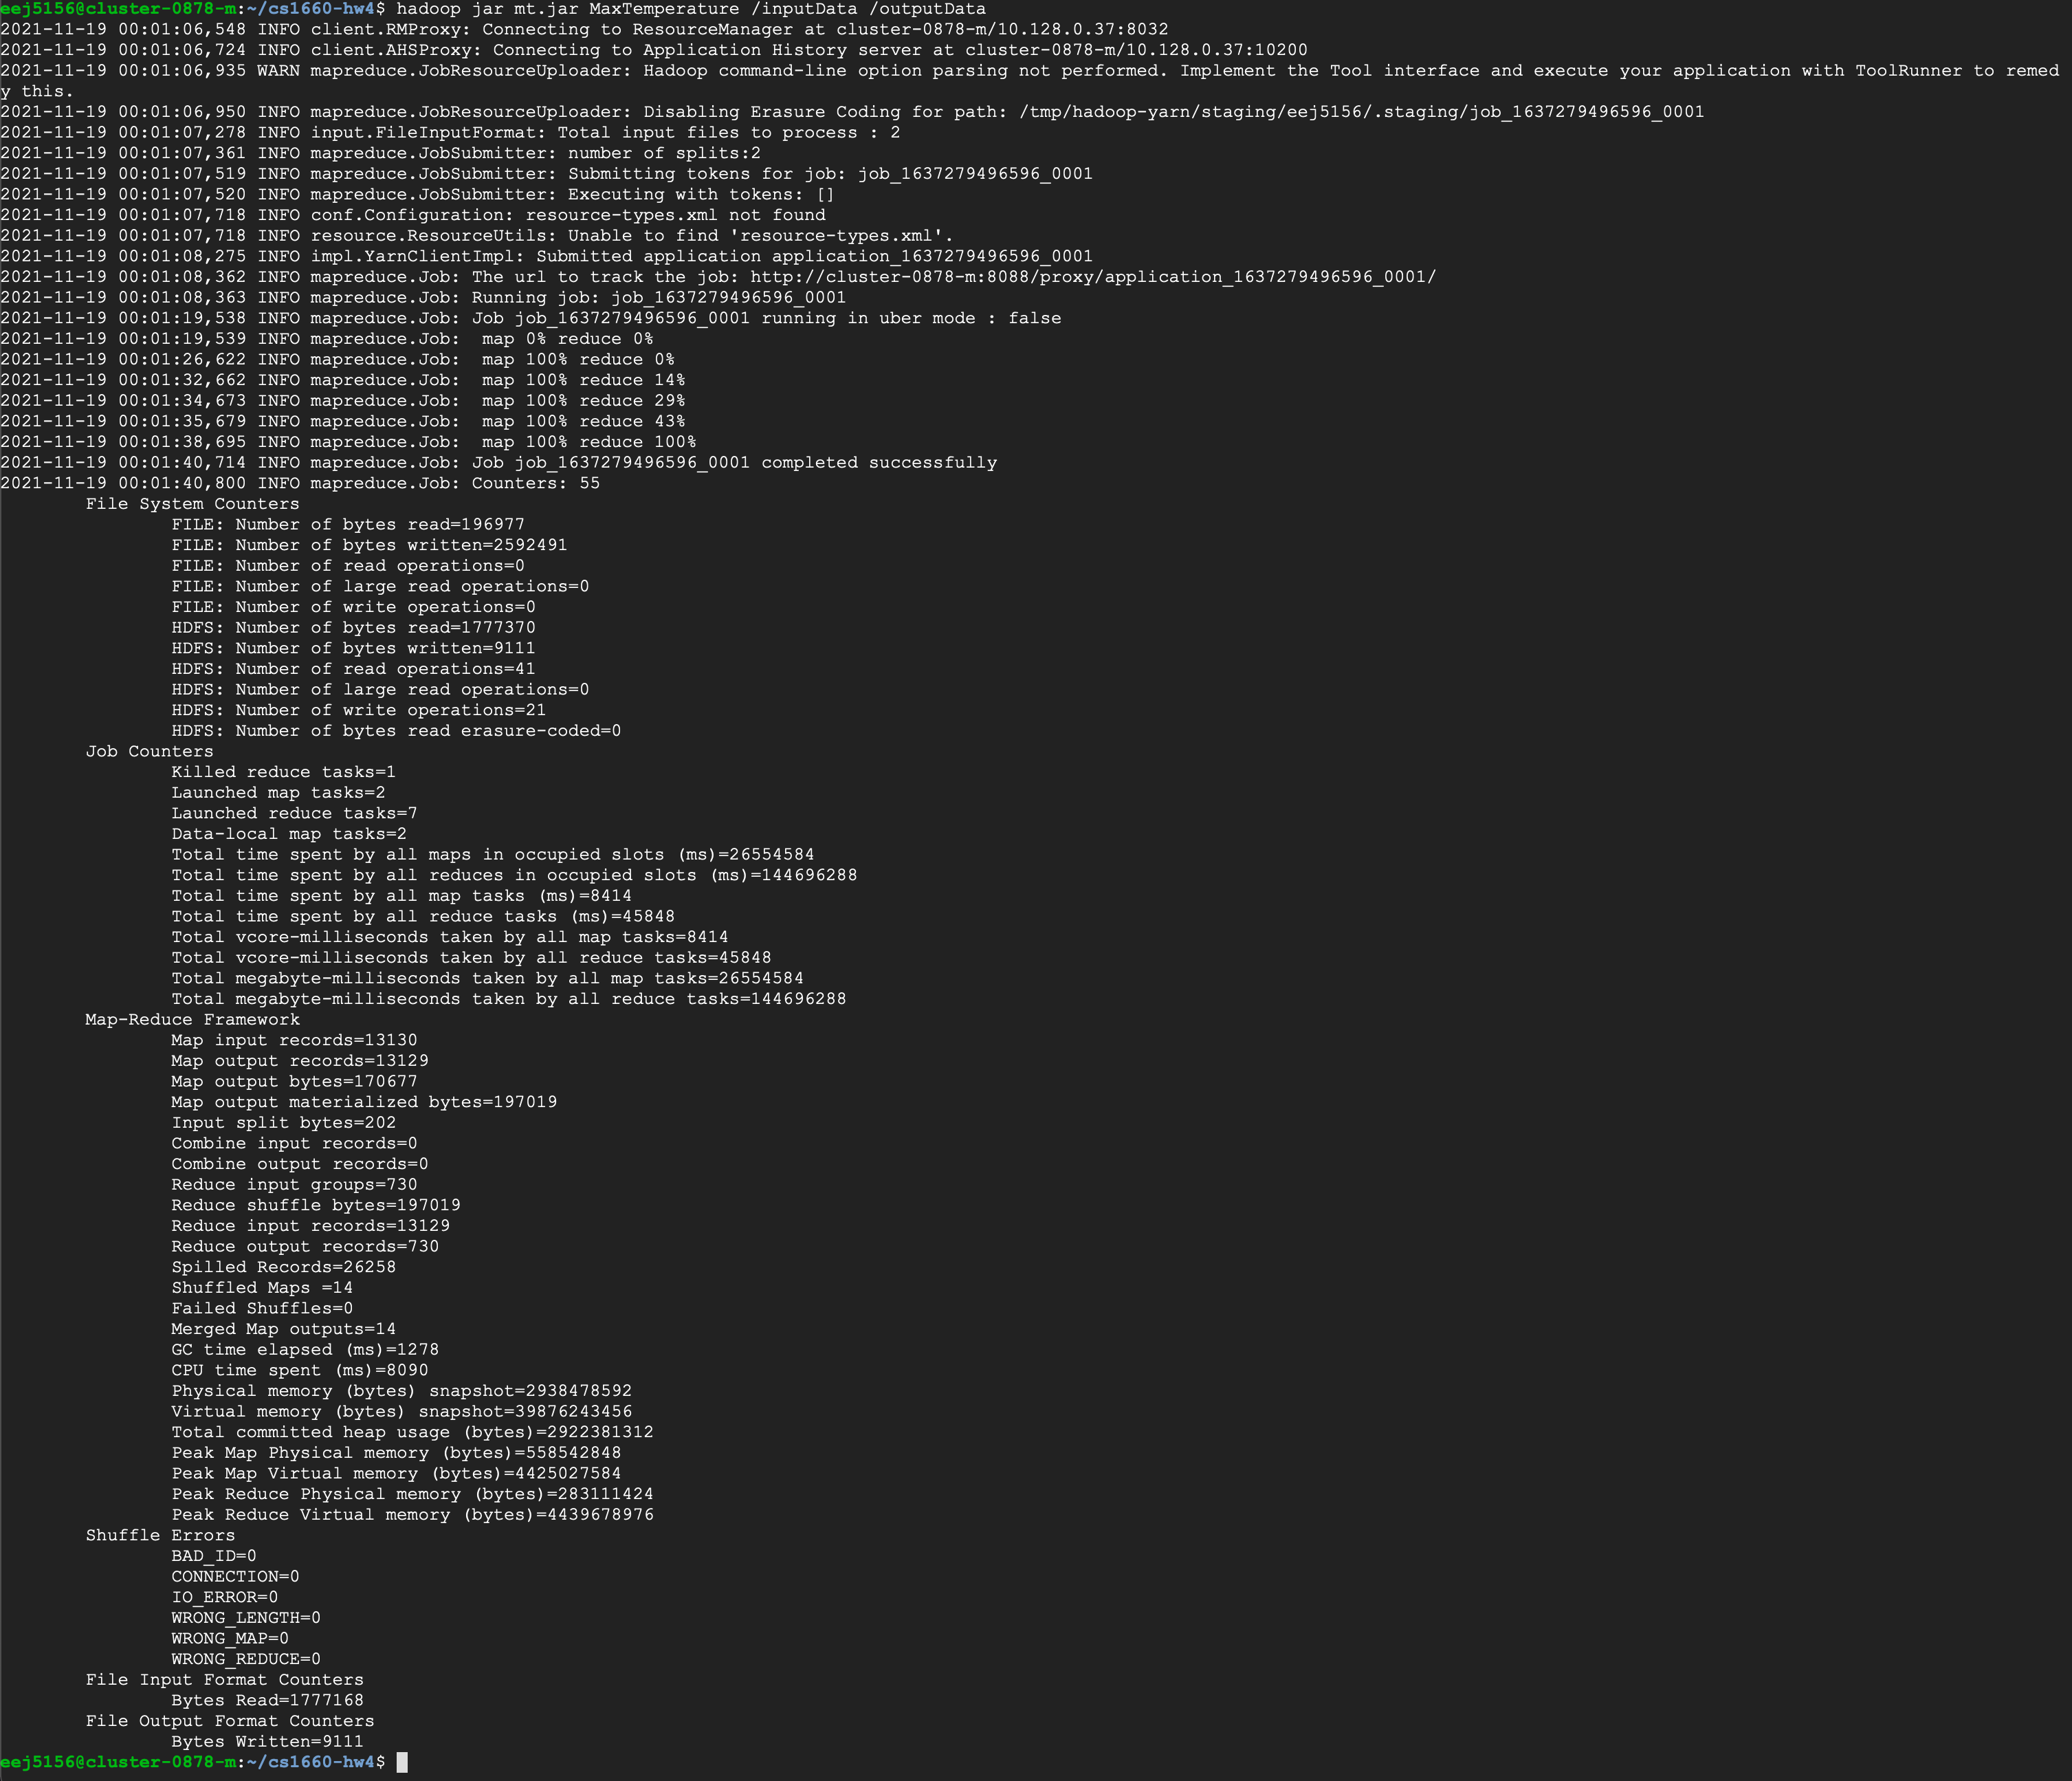 eej5156@cluster-0878-m:~/cs1660-hw4$ hadoop jar mt.jar MaxTemperature /inputData /outputData
2021-11-19 00:01:06,548 INFO client.RMProxy: Connecting to ResourceManager at cluster-0878-m/10.128.0.37:8032
2021-11-19 00:01:06,724 INFO client.AHSProxy: Connecting to Application History server at cluster-0878-m/10.128.0.37:10200
2021-11-19 00:01:06,935 WARN mapreduce.JobResourceUploader: Hadoop command-line option parsing not performed. Implement the Tool interface and execute your application with ToolRunner to remed
y this.
2021-11-19 00:01:06,950 INFO mapreduce.JobResourceUploader: Disabling Erasure Coding for path: /tmp/hadoop-yarn/staging/eej5156/.staging/job_1637279496596_0001
2021-11-19 00:01:07,278 INFO input.FileInputFormat: Total input files to process : 2
2021-11-19 00:01:07,361 INFO mapreduce.JobSubmitter: number of splits:2
2021-11-19 00:01:07,519 INFO mapreduce.JobSubmitter: Submitting tokens for job: job_1637279496596_0001
2021-11-19 00:01:07,520 INFO mapreduce.JobSubmitter: Executing with tokens: []
2021-11-19 00:01:07,718 INFO conf.Configuration: resource-types.xml not found
2021-11-19 00:01:07,718 INFO resource.ResourceUtils: Unable to find 'resource-types.xml'.
2021-11-19 00:01:08,275 INFO impl.YarnClientImpl: Submitted application application_1637279496596_0001
2021-11-19 00:01:08,362 INFO mapreduce.Job: The url to track the job: http://cluster-0878-m:8088/proxy/application_1637279496596_0001/
2021-11-19 00:01:08,363 INFO mapreduce.Job: Running job: job_1637279496596_0001
2021-11-19 00:01:19,538 INFO mapreduce.Job: Job job_1637279496596_0001 running in uber mode : false
2021-11-19 00:01:19,539 INFO mapreduce.Job:  map 0% reduce 0%
2021-11-19 00:01:26,622 INFO mapreduce.Job:  map 100% reduce 0%
2021-11-19 00:01:32,662 INFO mapreduce.Job:  map 100% reduce 14%
2021-11-19 00:01:34,673 INFO mapreduce.Job:  map 100% reduce 29%
2021-11-19 00:01:35,679 INFO mapreduce.Job:  map 100% reduce 43%
2021-11-19 00:01:38,695 INFO mapreduce.Job:  map 100% reduce 100%
2021-11-19 00:01:40,714 INFO mapreduce.Job: Job job_1637279496596_0001 completed successfully
2021-11-19 00:01:40,800 INFO mapreduce.Job: Counters: 55
File System Counters
FILE: Number of bytes read=196977
FILE: Number of bytes written=2592491
FILE: Number of read operations=0
FILE: Number of large read operations=0
FILE: Number of write operations=0
HDFS: Number of bytes read=1777370
HDFS: Number of bytes written=9111
HDFS: Number of read operations=41
HDFS: Number of large read operations=0
HDFS: Number of write operations=21
HDFS: Number of bytes read erasure-coded=0
Job Counters
Killed reduce tasks=1
Launched map tasks=2
Launched reduce tasks=7
Data-local map tasks=2
Total time spent by all maps in occupied slots (ms)=26554584
Total time spent by all reduces in occupied slots (ms)=144696288
Total time spent by all map tasks (ms)=8414
Total time spent by all reduce tasks (ms)=45848
Total vcore-milliseconds taken by all map tasks=8414
Total vcore-milliseconds taken by all reduce tasks=45848
Total megabyte-milliseconds taken by all map tasks=26554584
Total megabyte-milliseconds taken by all reduce tasks=144696288
Map-Reduce Framework
Map input records=13130
Map output records=13129
Map output bytes=170677
Map output materialized bytes=197019
Input split bytes=202
Combine input records=0
Combine output records=0
Reduce input groups=730
Reduce shuffle bytes=197019
Reduce input records=13129
Reduce output records=730
Spilled Records=26258
Shuffled Maps =14
Failed Shuffles=0
Merged Map outputs=14
GC time elapsed (ms)=1278
CPU time spent (ms)=8090
Physical memory (bytes) snapshot=2938478592
Virtual memory (bytes) snapshot=39876243456
Total committed heap usage (bytes)=2922381312
Peak Map Physical memory (bytes)=558542848
Peak Map Virtual memory (bytes)=4425027584
Peak Reduce Physical memory (bytes)=283111424
Peak Reduce Virtual memory (bytes)=4439678976
Shuffle Errors
BAD_ID=0
CONNECTION=0
IO_ERROR=0
WRONG_LENGTH=0
WRONG_MAP=0
WRONG_REDUCE=0
File Input Format Counters
Bytes Read=1777168
File Output Format Counters
Bytes Written=9111
eej5156@cluster-0878-m:~/cs1660-hw4$